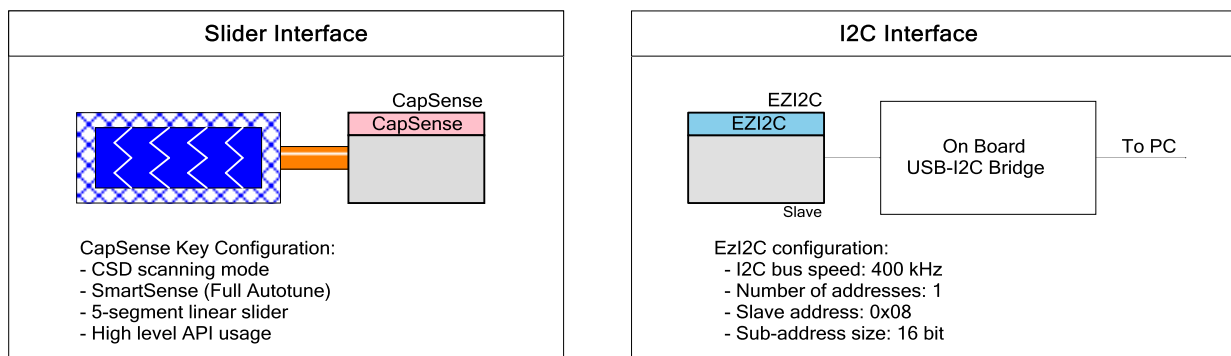 Slider Interface
CapSense
CapSense
CapSense Key Configuration:
- CSD scanning mode
- SmartSense (Full Autotune)
- 5-segment linear slider
- High level API usage
I2C Interface
EZI2C
EZI2C
Slave
On Board
USB-I2C Bridge
To PC
EzI2C configuration:
- I2C bus speed: 400 kHz
- Number of addresses: 1
- Slave address: 0x08
- Sub-address size: 16 bit